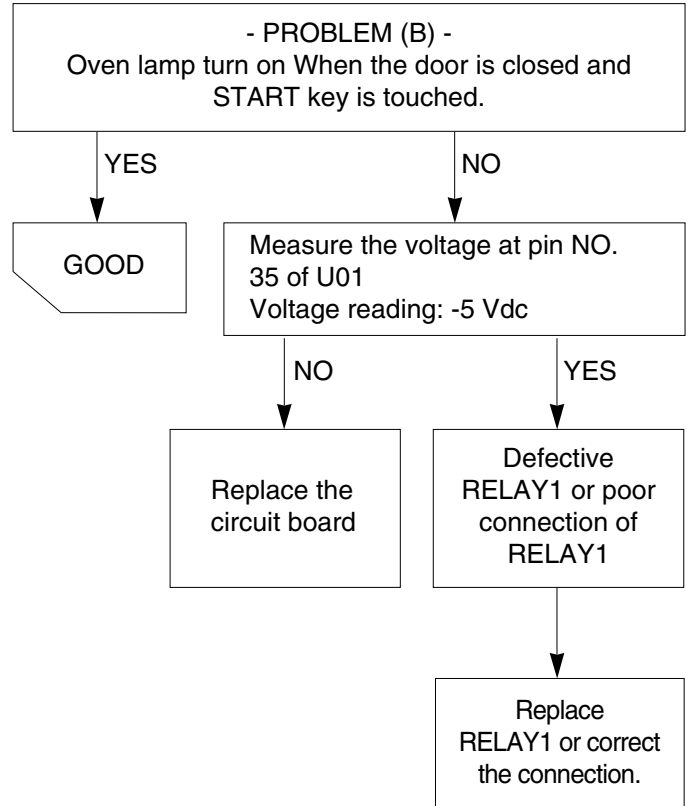 - PROBLEM (B) -
Oven lamp turn on When the door is closed and
START key is touched.
YES
NO
GOOD
Measure the voltage at pin NO.
35 of U01
Voltage reading: -5 Vdc
NO
YES
Replace the
circuit board
Defective
RELAY1 or poor
connection of
RELAY1
Replace
RELAY1 or correct
the connection.